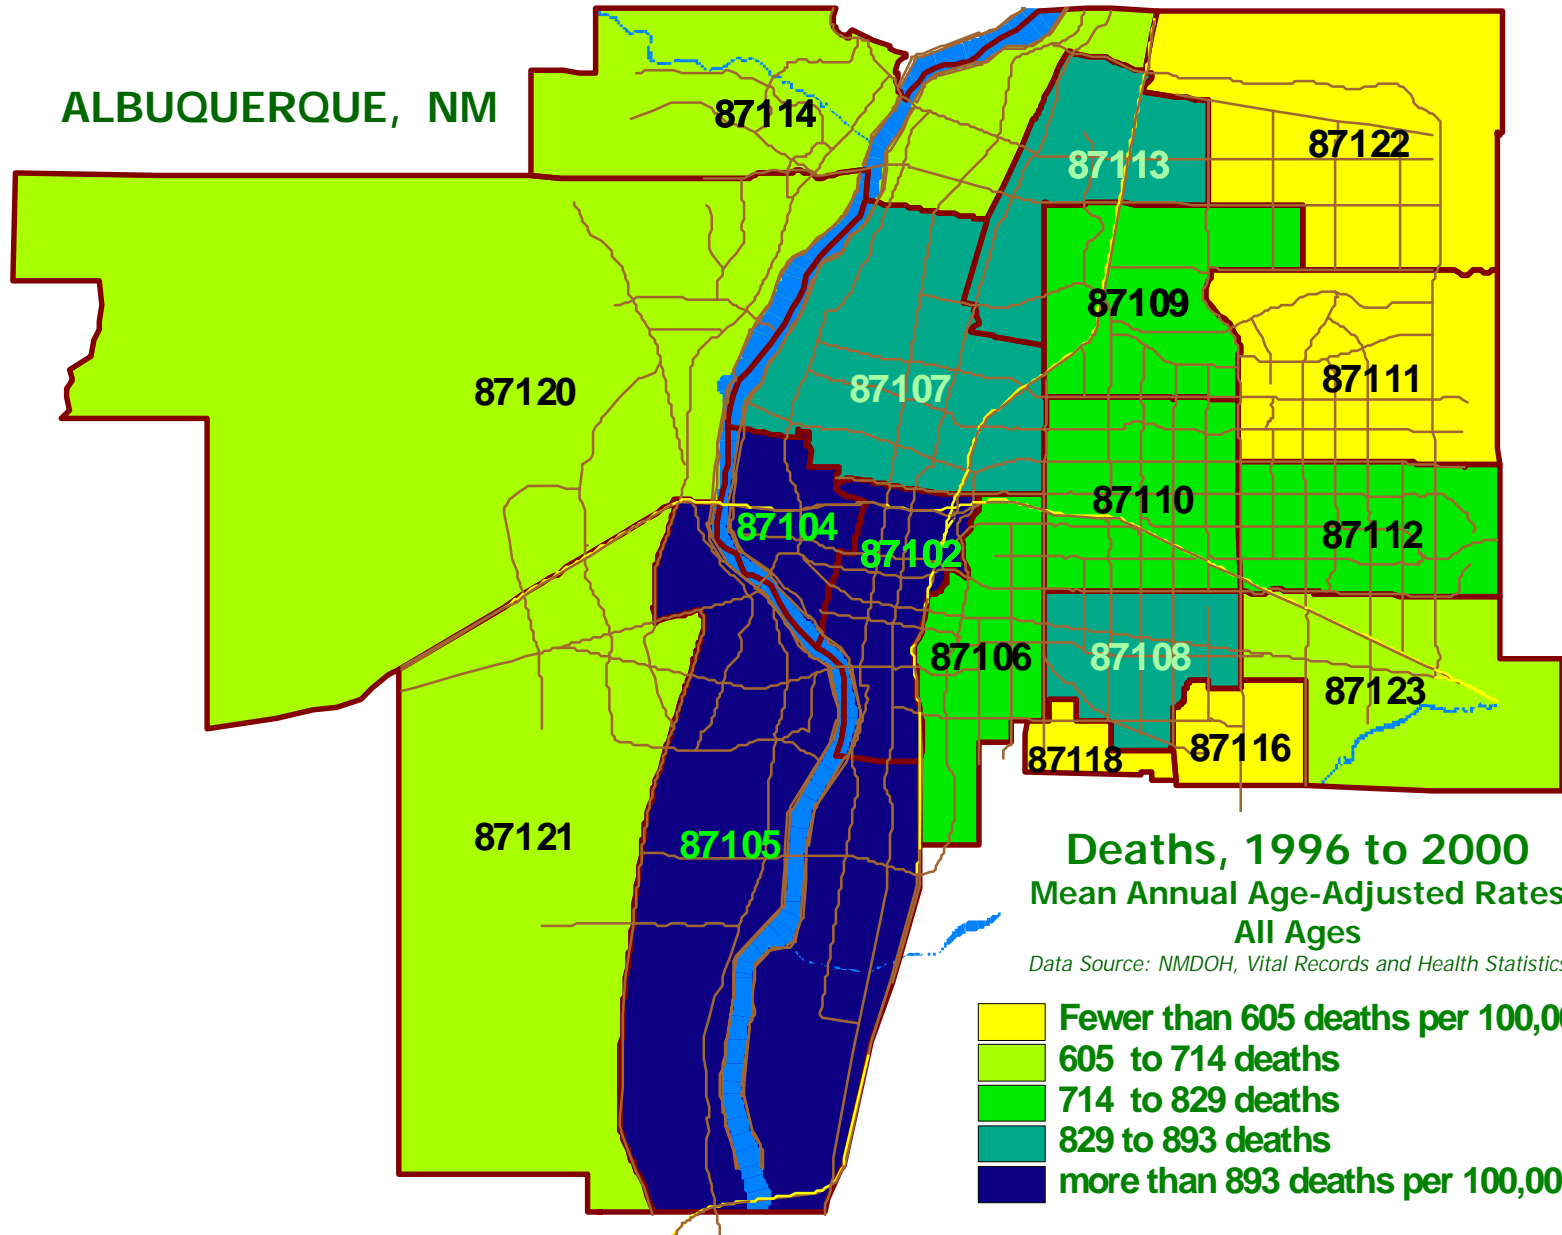 ALBUQUERQUE, NM
87114
87122
87113
87109
87120
87111
87107
87110
87104
87112
87102
87106
87108
87123
87118
87116
87121
87105
Deaths, 1996 to 2000
Mean Annual Age-Adjusted Rates
All Ages
Data Source: NMDOH, Vital Records and Health Statistics
Fewer than 605 deaths per 100,00
605 to 714 deaths
714 to 829 deaths
829 to 893 deaths
more than 893 deaths per 100,00